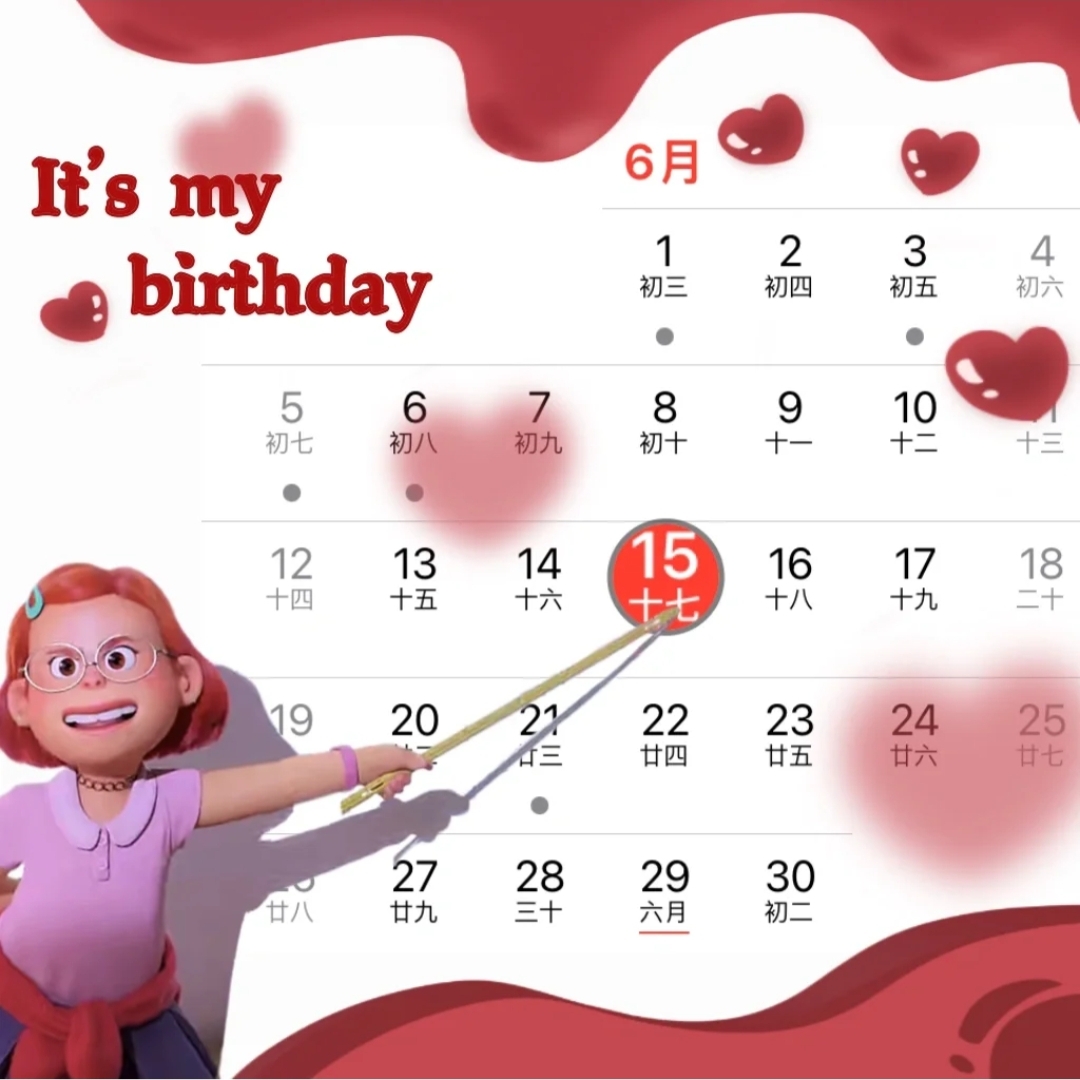 It's my
birthday
6月
1 2 3 4
初三 初四 初五 初六
5 6 7 8 9 10
初七 初八 初九 初十 十一 十二 十三
12 13 14 15 16 17 18
十四 十五 十六 十七 十八 十九 二十
19 20 21 22 23 24 25
廿三 廿四 廿五 廿六 廿七
27 28 29 30
廿八 廿九 三十 六月 初二